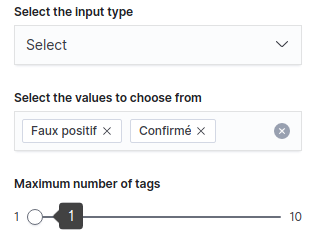 Select the input type
Select
Select the values to choose from
Faux positif × Confirmé ×
Maximum number of tags
1 1 10